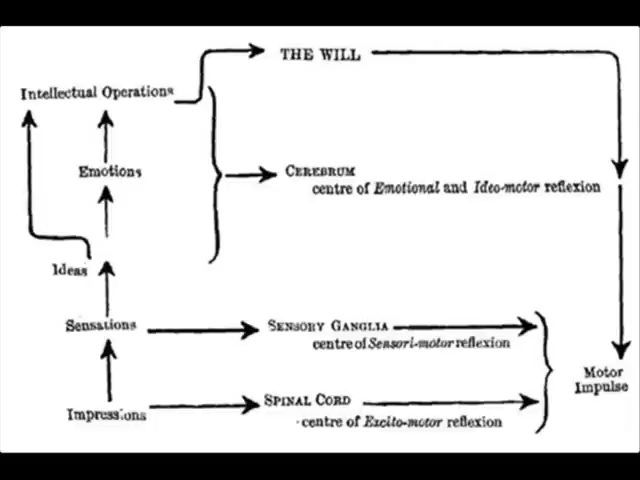 THE WILL
Intellectual Operations
Emotions
CEREBRUM
centre of Emotional and Ideo-motor reflexion
Ideas
Sensations
SENSORY GANGLIA
centre of Sensori-motor reflexion
Motor
Impulse
Impressions
SPINAL CORD
centre of Excito-motor reflexion